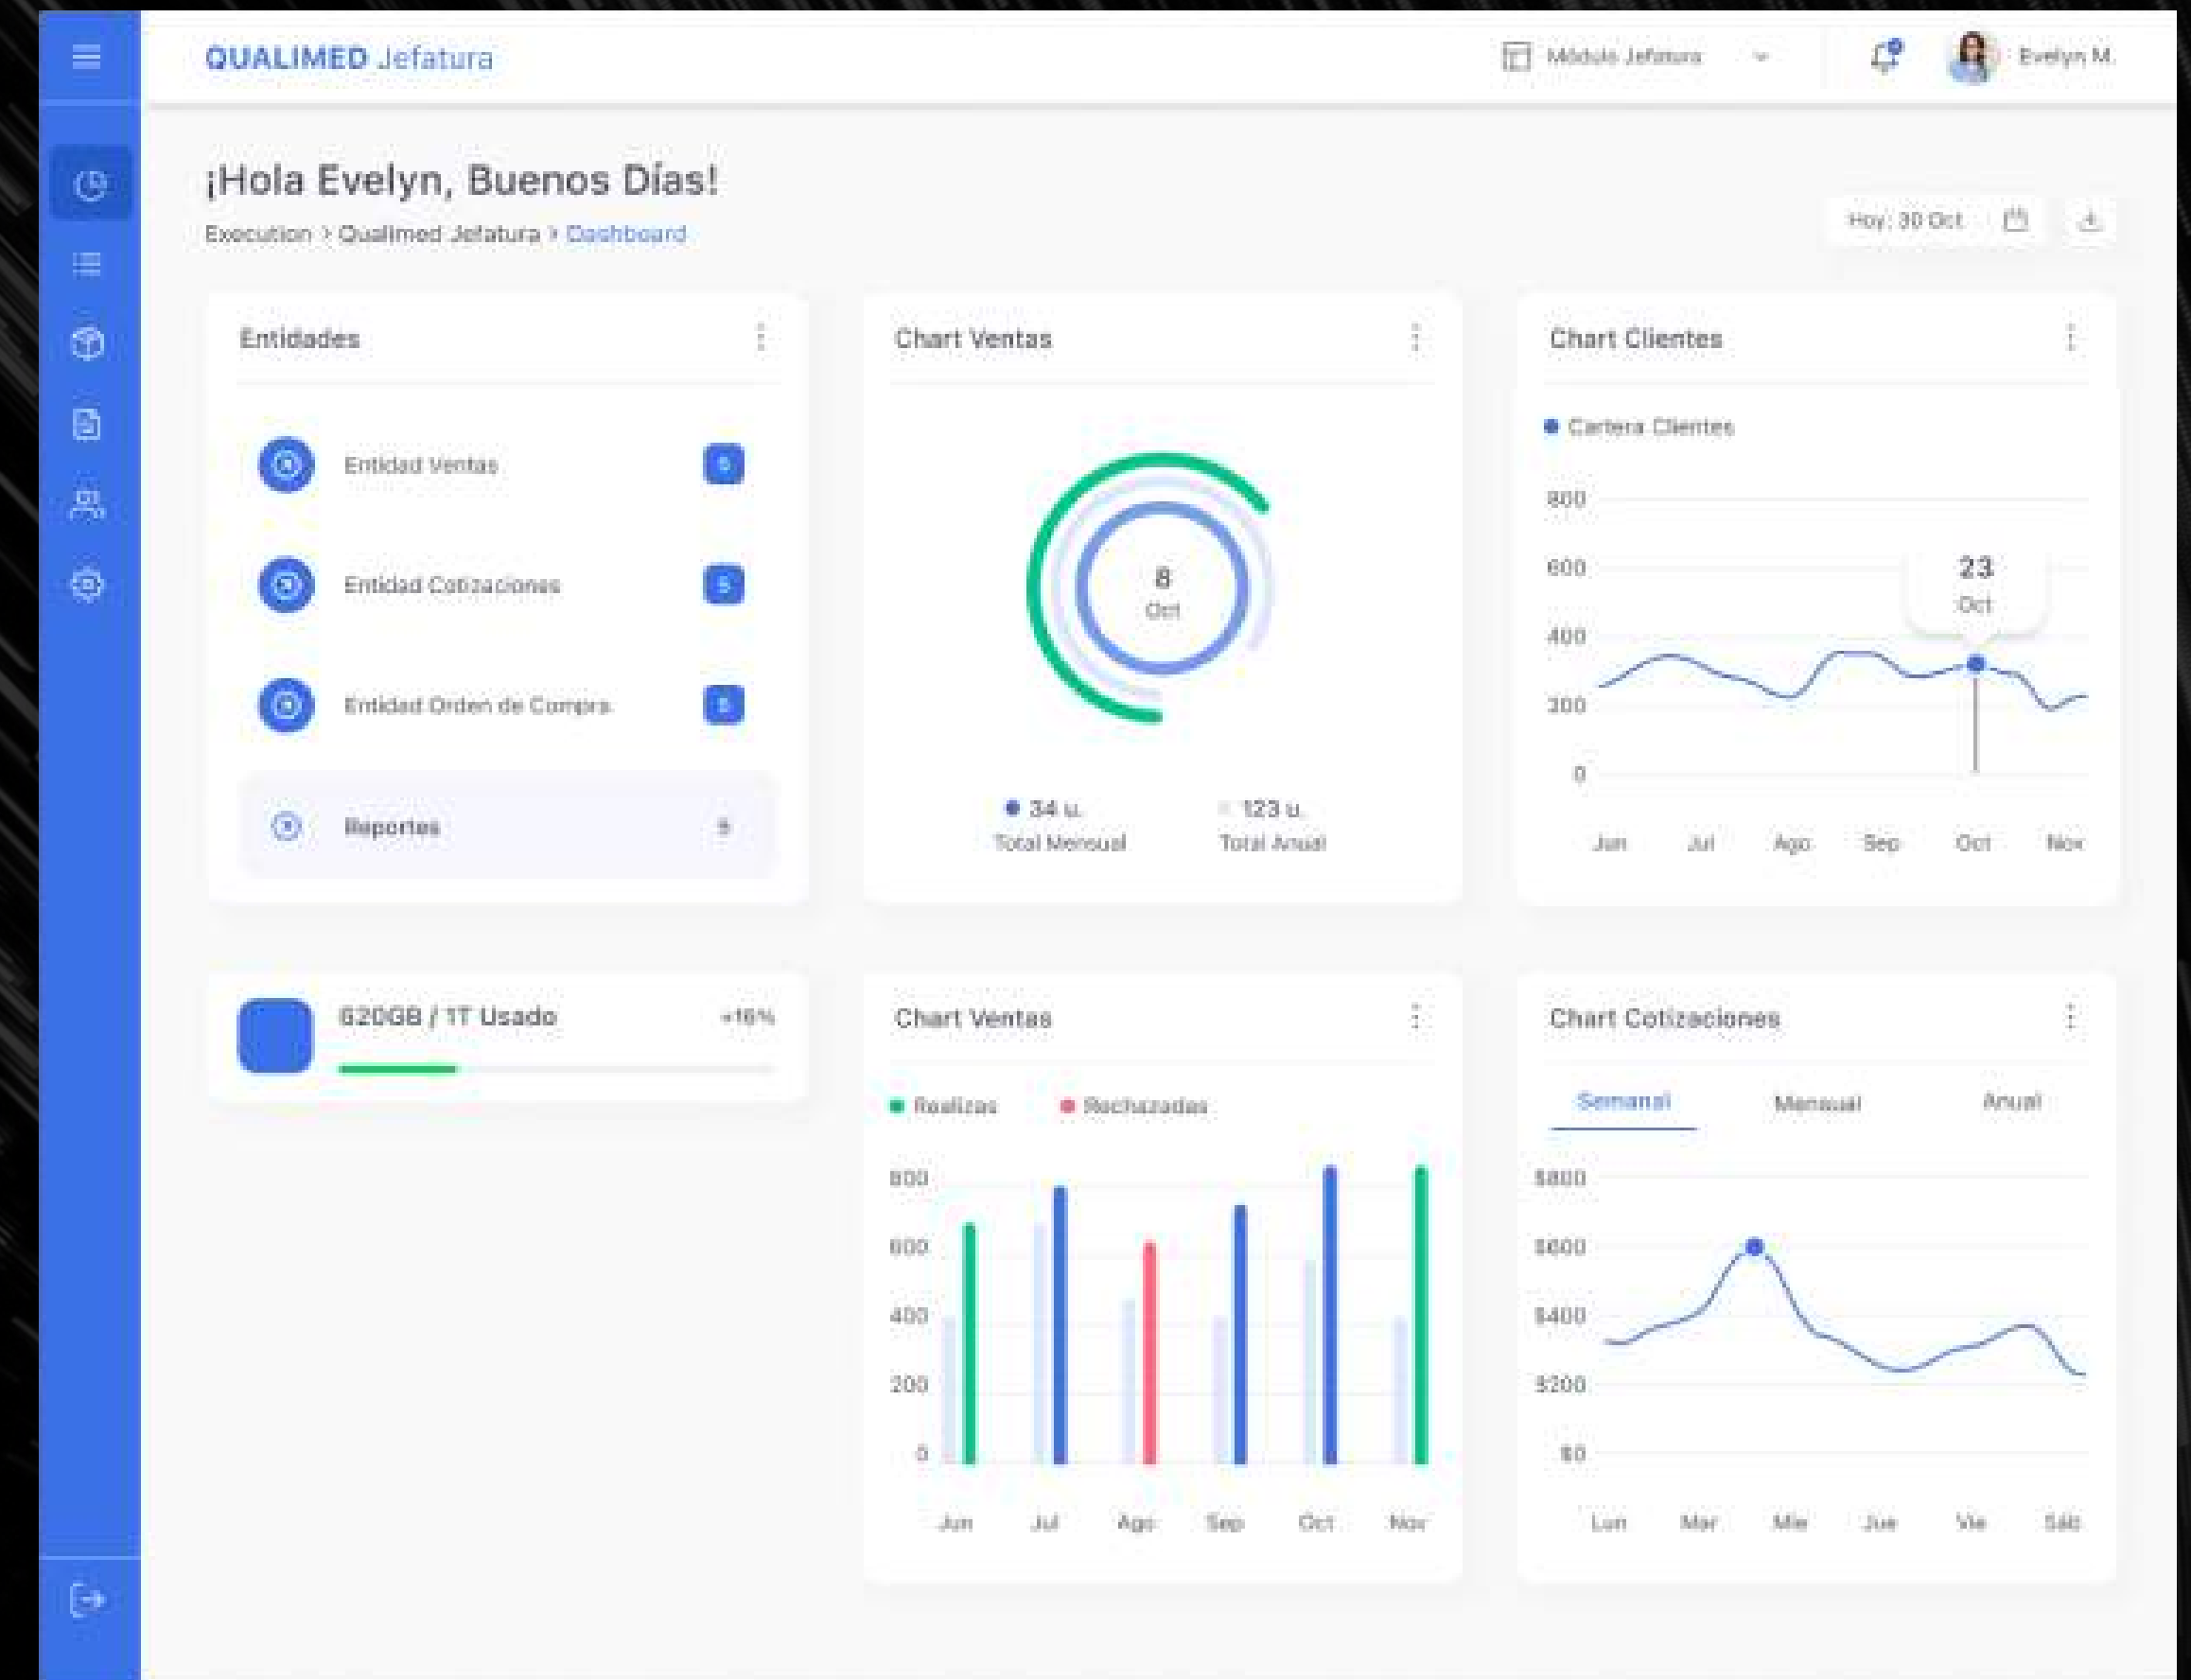 QUALIMED Jefatura
Módulo Jefatura
Evelyn M.
¡Hola Evelyn, Buenos Días!
Execution > Qualimed Jefatura > Dashboard
Hoy: 30 Oct
Entidades
Entidad Ventas
5
Entidad Cotizaciones
5
Entidad Orden de Compra
5
Reportes
Chart Ventas
8
Oct
34 u.
Total Mensual
123 u.
Total Anual
Chart Clientes
Cartera Clientes
800
600
400
200
0
23
Oct
Jun Jul Ago Sep Oct Nov
620GB / 1T Usado
+16%
Chart Ventas
Realizas Rechazadas
800
600
400
200
0
Jun Jul Ago Sep Oct Nov
Chart Cotizaciones
Semanal Mensual Anual
$800
$600
$400
$200
$0
Lun Mar Mie Jue Vie Sáb